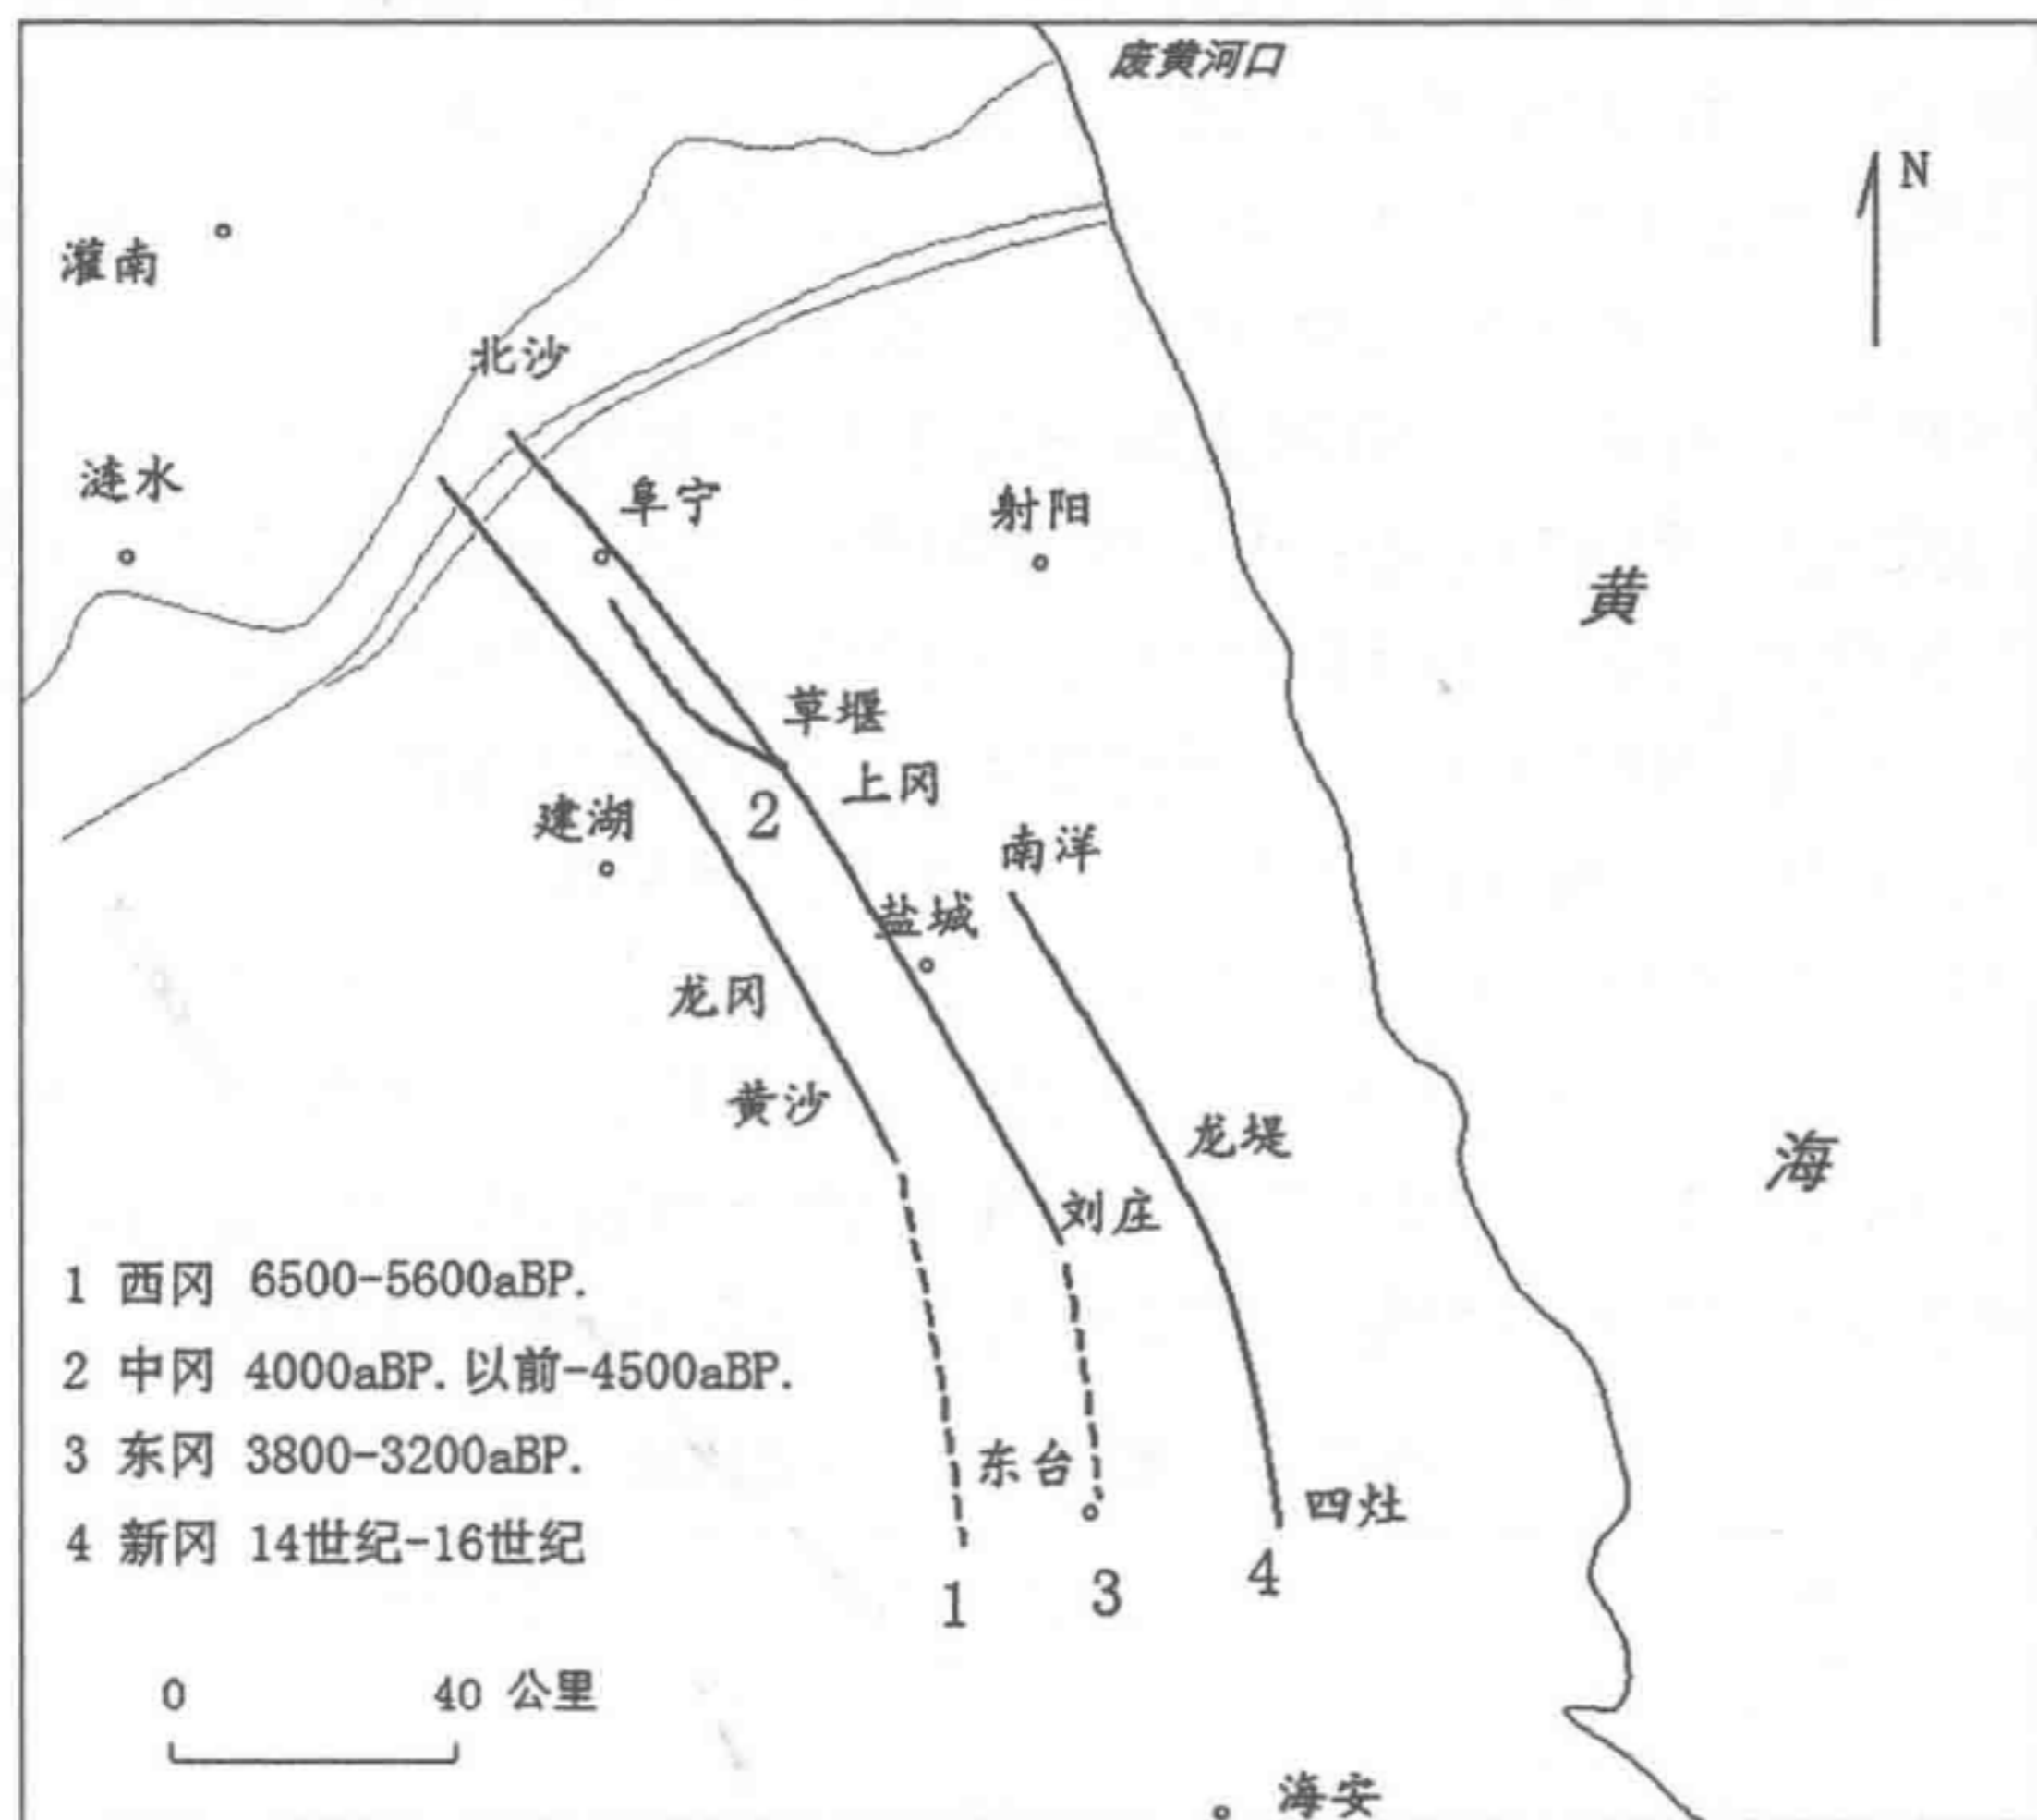 废黄河口
N
灌南
北沙
涟水
阜宁
射阳
黄
草堰
上冈
建湖
2
南洋
盐城
龙冈
黄沙
龙堤
海
刘庄
1 西冈 6500-5600aBP.
2 中冈 4000aBP.以前-4500aBP.
3 东冈 3800-3200aBP.
4 新冈 14世纪-16世纪
东台
四灶
1
3
4
0 40 公里
海安